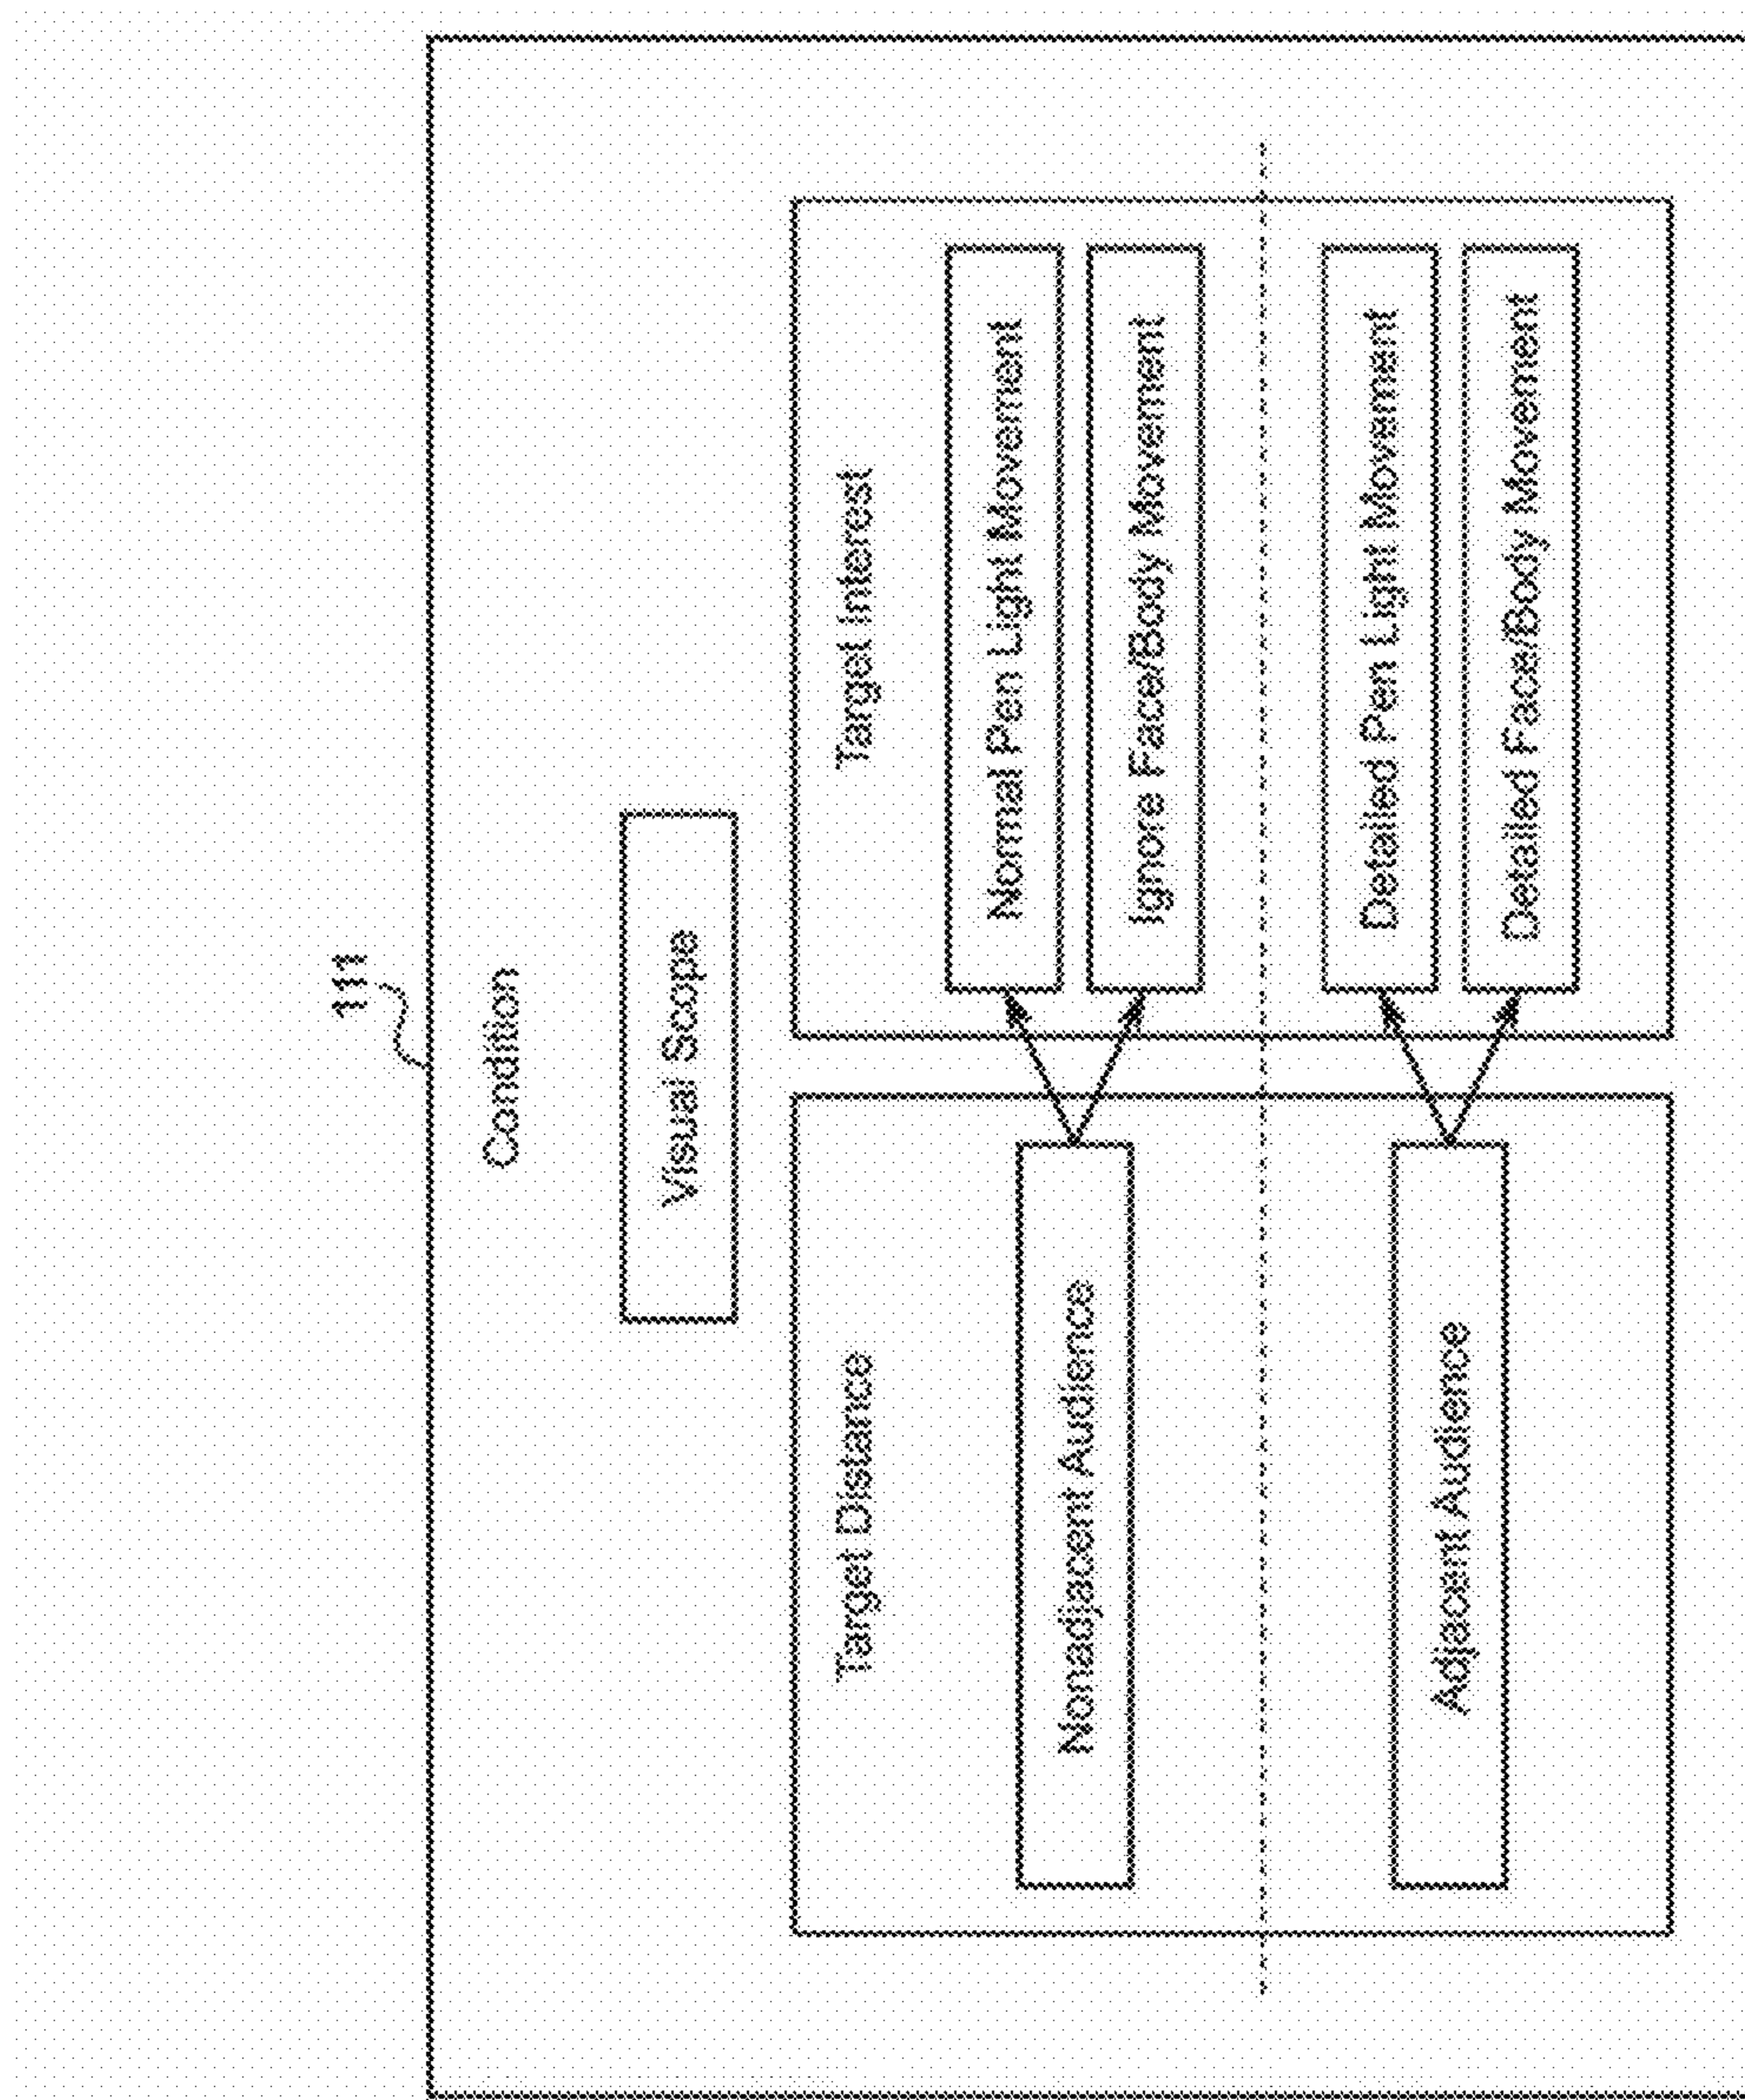 111
Condition
Visual Scope
Target Distance
Nonadjacent Audience
Adjacent Audience
Target Interest
Normal Pen Light Movement
Ignore Face/Body Movement
Detailed Pen Light Movement
Detailed Face/Body Movement